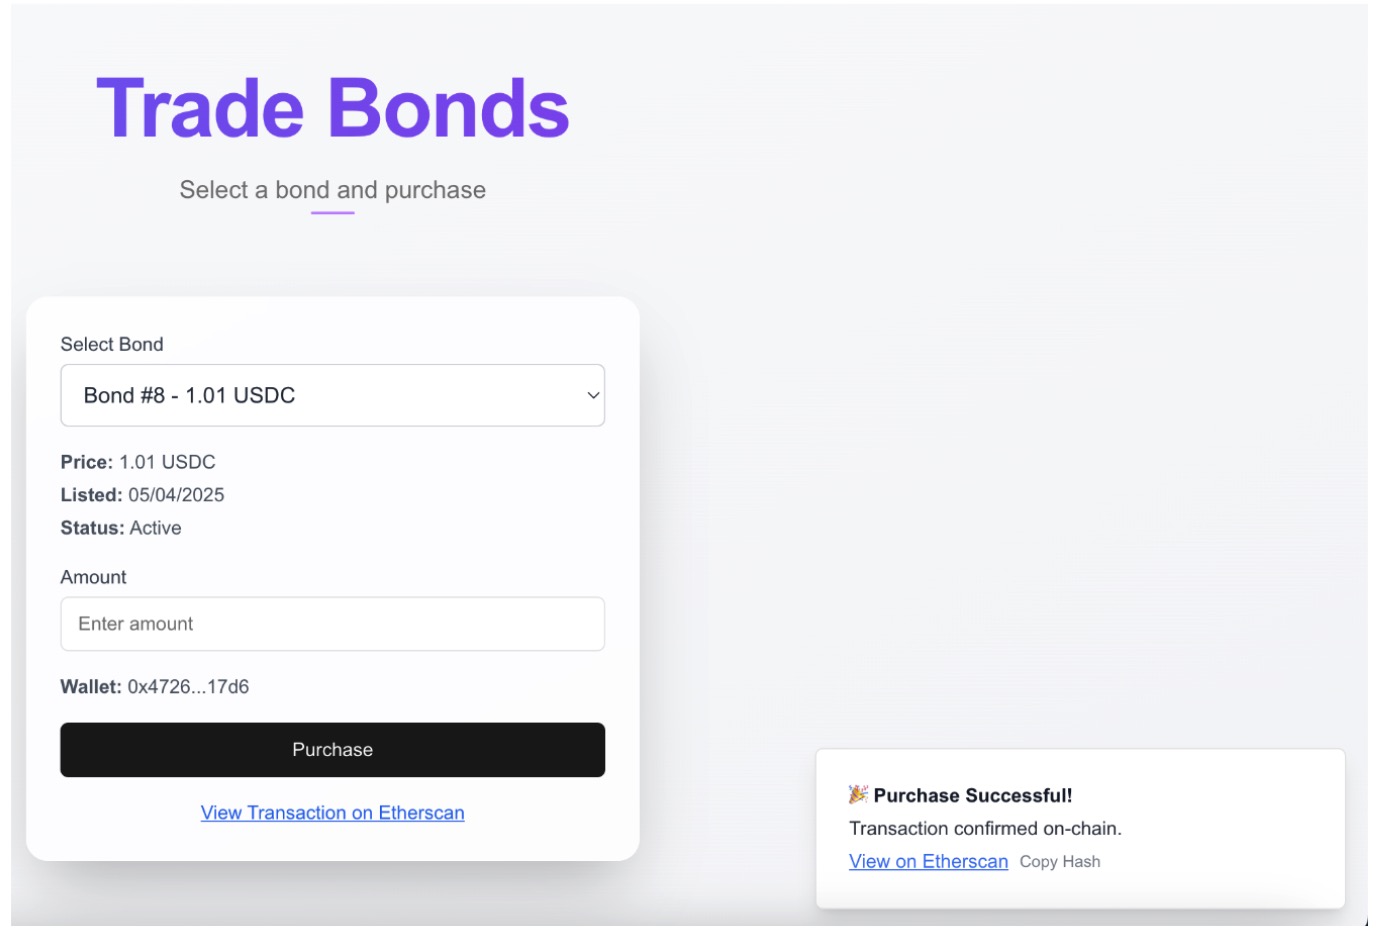 Trade Bonds
Select a bond and purchase
Select Bond
Bond #8 - 1.01 USDC
Price: 1.01 USDC
Listed: 05/04/2025
Status: Active
Amount
Enter amount
Wallet: 0x4726...17d6
Purchase
View Transaction on Etherscan
🎉 Purchase Successful!
Transaction confirmed on-chain.
View on Etherscan Copy Hash